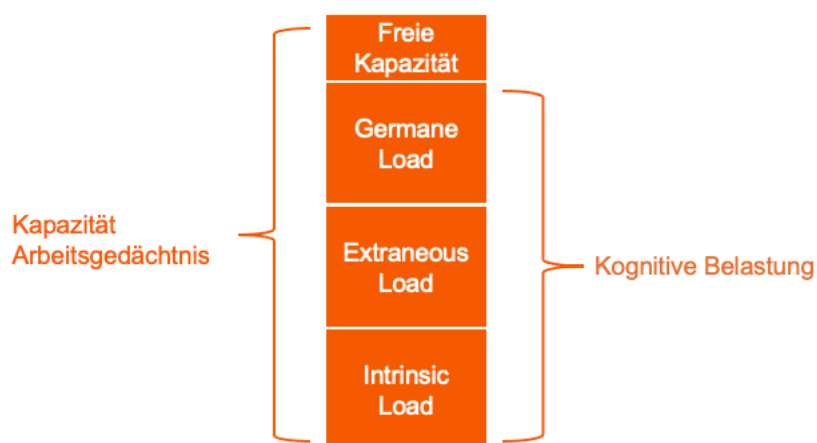 Freie
Kapazität
Germane
Load
Kapazität
Arbeitsgedächtnis
Extraneous
Load
Kognitive Belastung
Intrinsic
Load